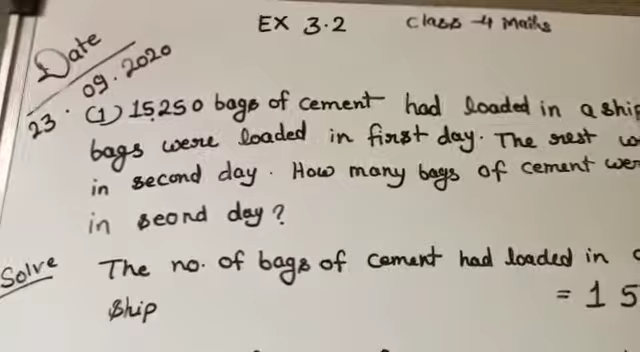 EX 3.2 Class 4 Maths
Date
23.09.2020
(1) 15,250 bags of cement had loaded in a ship
bags were loaded in first day. The rest
in second day. How many bags of cement
in seond day?
Solve The no. of bags of cement had loaded in
Ship = 15